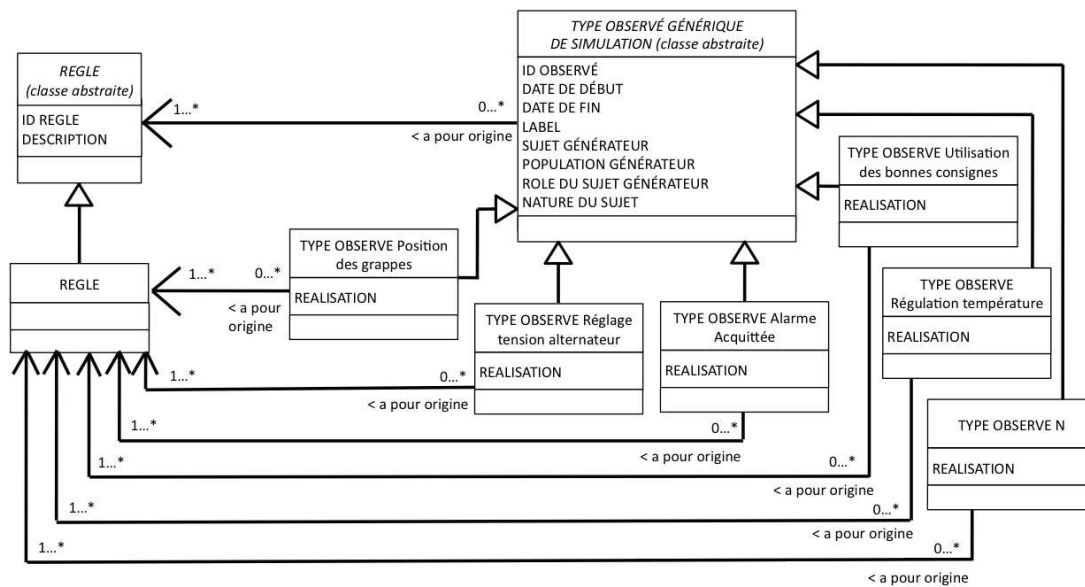 TYPE OBSERVÉ GÉNÉRIQUE
DE SIMULATION (classe abstraite)
ID OBSERVÉ
DATE DE DÉBUT
DATE DE FIN
LABEL
SUJET GÉNÉRATEUR
POPULATION GÉNÉRATEUR
ROLE DU SUJET GÉNÉRATEUR
NATURE DU SUJET
REGLE
(classe abstraite)
ID REGLE
DESCRIPTION
1...*
0...*
< a pour origine
TYPE OBSERVE Utilisation
des bonnes consignes
REALISATION
REGLE
1...*
0...*
< a pour
origine
TYPE OBSERVE Position
des grappes
REALISATION
TYPE OBSERVE
Régulation température
REALISATION
TYPE OBSERVE Réglage
tension alternateur
REALISATION
TYPE OBSERVE Alarme
Acquittée
REALISATION
1...*
0...*
< a pour origine
TYPE OBSERVE N
REALISATION
1...*
0...*
< a pour origine
1...*
0...*
< a pour origine
1...*
0...*
< a pour origine
1...*
0...*
< a pour origine